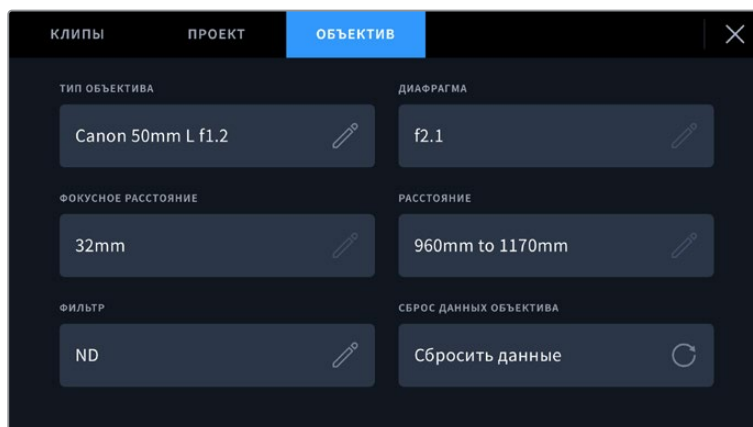 КЛИПЫ ПРОЕКТ ОБЪЕКТИВ
ТИП ОБЪЕКТИВА ДИАФРАГМА
Canon 50mm L f1.2 f2.1
ФОКУСНОЕ РАССТОЯНИЕ РАССТОЯНИЕ
32mm 960mm to 1170mm
ФИЛЬТР СБРОС ДАННЫХ ОБЪЕКТИВА
ND Сбросить данные